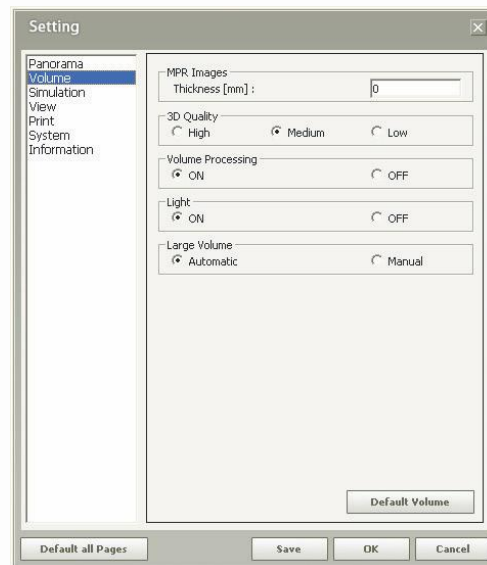 Setting
Panorama
Volume
Simulation
View
Print
System
Information
MPR Images
Thickness [mm] : 0
3D Quality
High Medium Low
Volume Processing
ON OFF
Light
ON OFF
Large Volume
Automatic Manual
Default Volume
Default all Pages Save OK Cancel